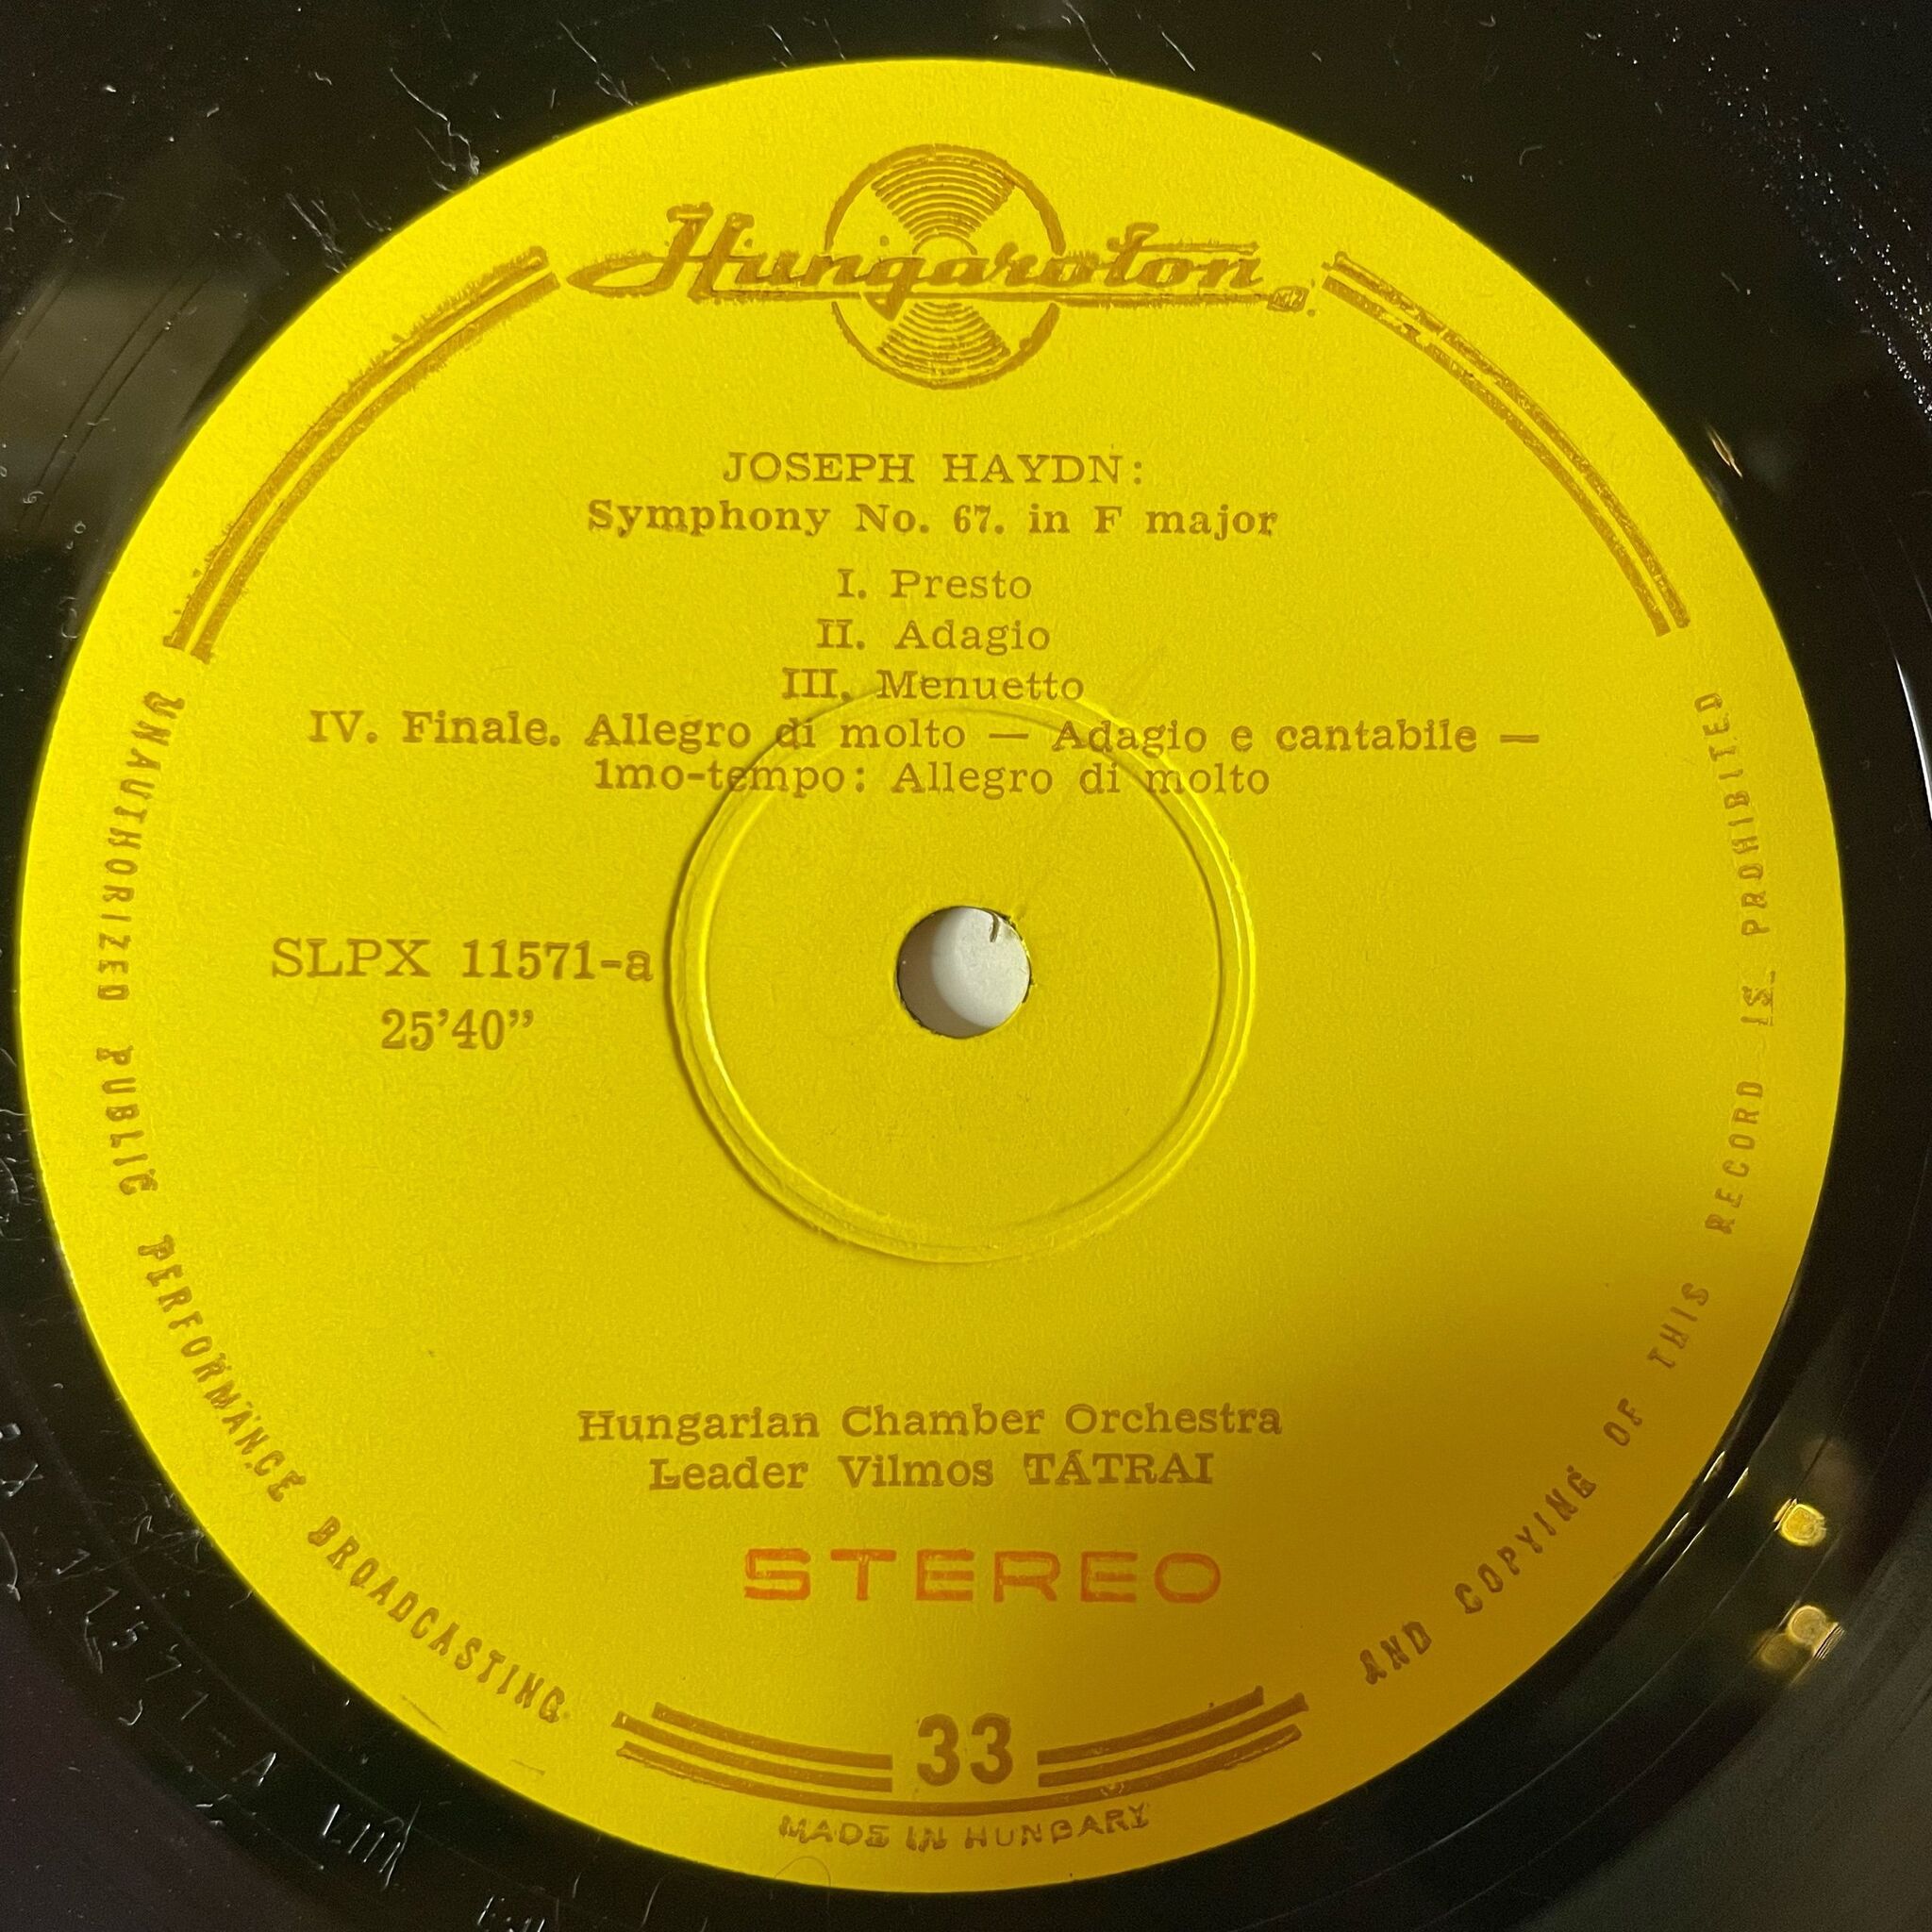 Hungaroton
JOSEPH HAYDN:
Symphony No. 67. in F major
I. Presto
II. Adagio
III. Menuetto
IV. Finale. Allegro di molto — Adagio e cantabile —
1mo-tempo: Allegro di molto
SLPX 11571-a
25’40”
Hungarian Chamber Orchestra
Leader Vilmos TÁTRAI
STEREO
33
MADE IN HUNGARY
UNAUTHORIZED PUBLIC PERFORMANCE BROADCASTING AND COPYING OF THIS RECORD IS PROHIBITED
11571-A